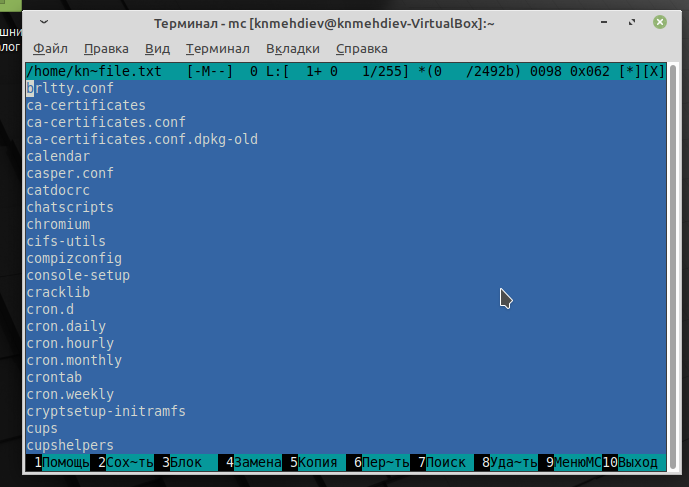 шни
алог
Терминал - mc [knmehdiev@knmehdiev-VirtualBox]:~
Файл Правка Вид Терминал Вкладки Справка
/home/kn~file.txt [-M--] 0 L:[ 1+ 0 1/255] *(0 /2492b) 0098 0x062 [*][X]
brltty.conf
ca-certificates
ca-certificates.conf
ca-certificates.conf.dpkg-old
calendar
casper.conf
catdocrc
chatscripts
chromium
cifs-utils
compizconfig
console-setup
cracklib
cron.d
cron.daily
cron.hourly
cron.monthly
crontab
cron.weekly
cryptsetup-initramfs
cups
cupshelpers
1Помощь 2Сох~ть 3Блок 4Замена 5Копия 6Пер~ть 7Поиск 8Уда~ть 9МенюМС 10Выход